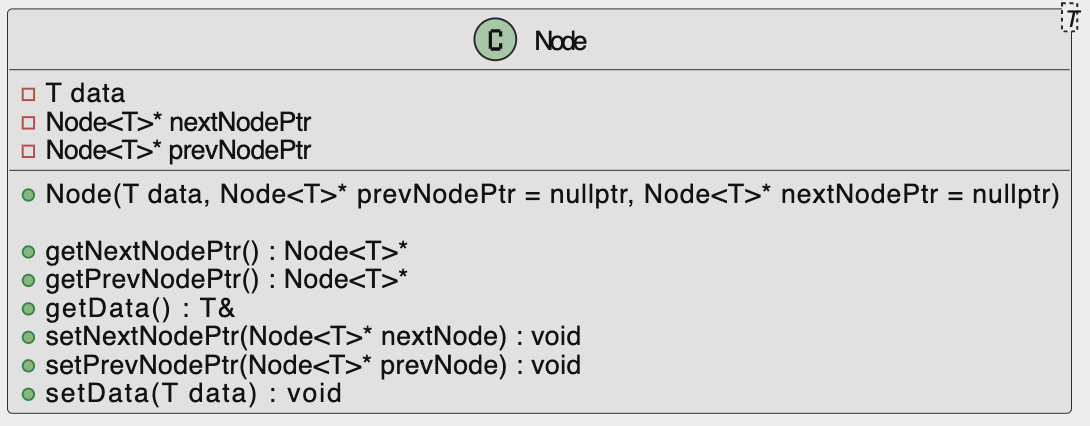 T
C Node
T data
Node<T>* nextNodePtr
Node<T>* prevNodePtr
Node(T data, Node<T>* prevNodePtr = nullptr, Node<T>* nextNodePtr = nullptr)
getNextNodePtr() : Node<T>*
getPrevNodePtr() : Node<T>*
getData() : T&
setNextNodePtr(Node<T>* nextNode) : void
setPrevNodePtr(Node<T>* prevNode) : void
setData(T data) : void